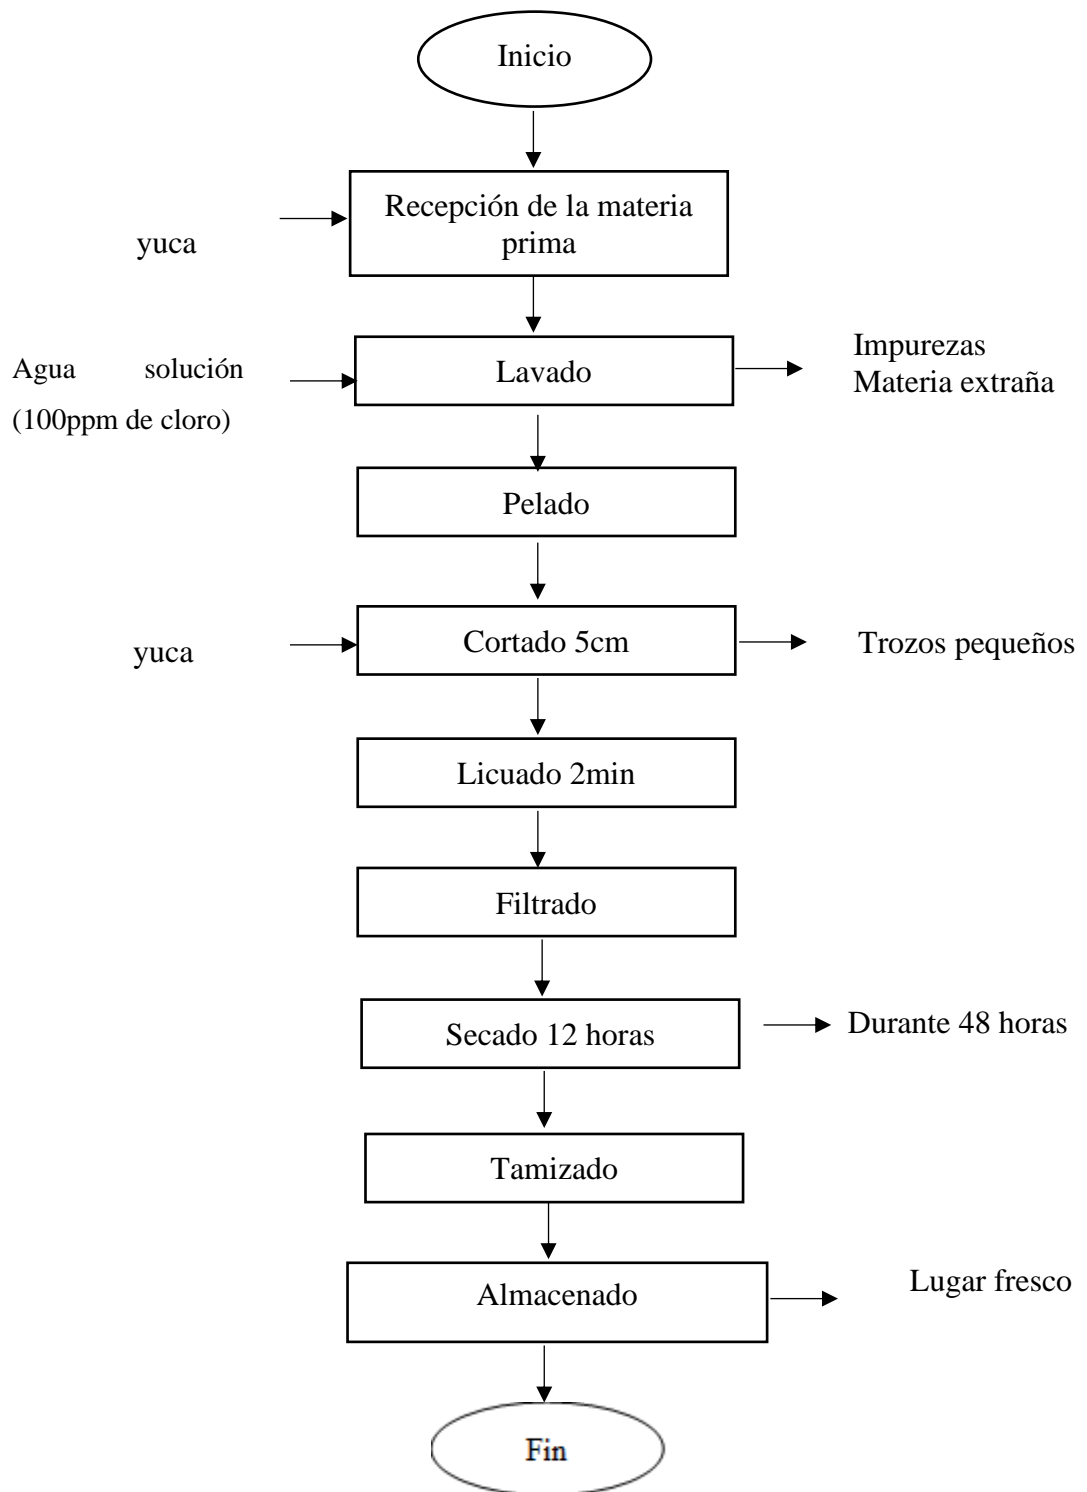 Inicio
Recepción de la materia
prima
yuca
Agua solución
(100ppm de cloro)
Lavado
Impurezas
Materia extraña
Pelado
yuca
Cortado 5cm
Trozos pequeños
Licuado 2min
Filtrado
Secado 12 horas
Durante 48 horas
Tamizado
Almacenado
Lugar fresco
Fin